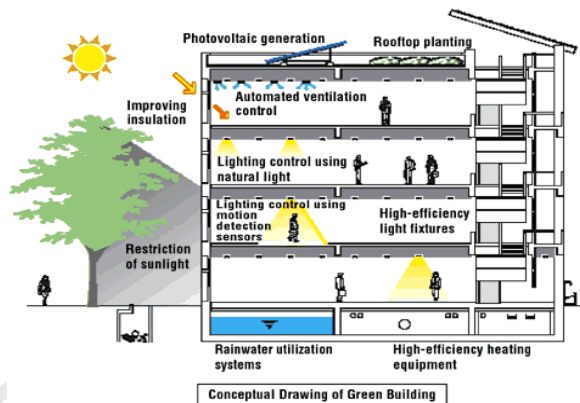 Photovoltaic generation
Rooftop planting
Improving
insulation
Automated ventilation
control
Lighting control using
natural light
Lighting control using
motion
detection
sensors
High-efficiency
light fixtures
Restriction
of sunlight
Rainwater utilization
systems
High-efficiency heating
equipment
Conceptual Drawing of Green Building